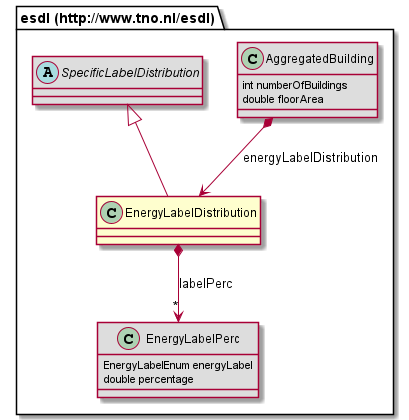 esdl (http://www.tno.nl/esdl)
A SpecificLabelDistribution
C AggregatedBuilding
int numberOfBuildings
double floorArea
energyLabelDistribution
C EnergyLabelDistribution
labelPerc
*
C EnergyLabelPerc
EnergyLabelEnum energyLabel
double percentage